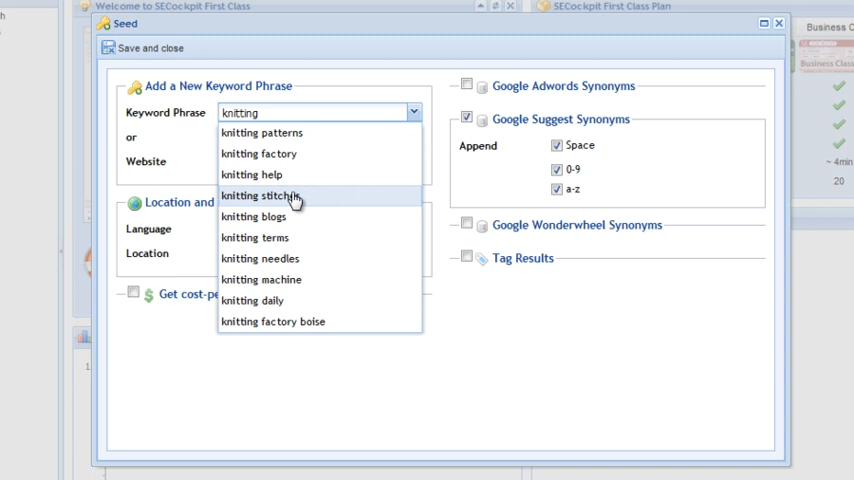 Welcome to SECockpit First Class
SECockpit First Class Plan
Seed
Save and close
Business C
Business Class
Add a New Keyword Phrase
Keyword Phrase
knitting
or
Website
knitting patterns
knitting factory
knitting help
knitting
knitting blogs
knitting terms
knitting needles
knitting machine
knitting daily
knitting factory boise
Location and
Language
Location
Get cost-pe
Google Adwords Synonyms
Google Suggest Synonyms
Append
Space
0-9
a-z
Google Wonderwheel Synonyms
Tag Results
~ 4min
20
1